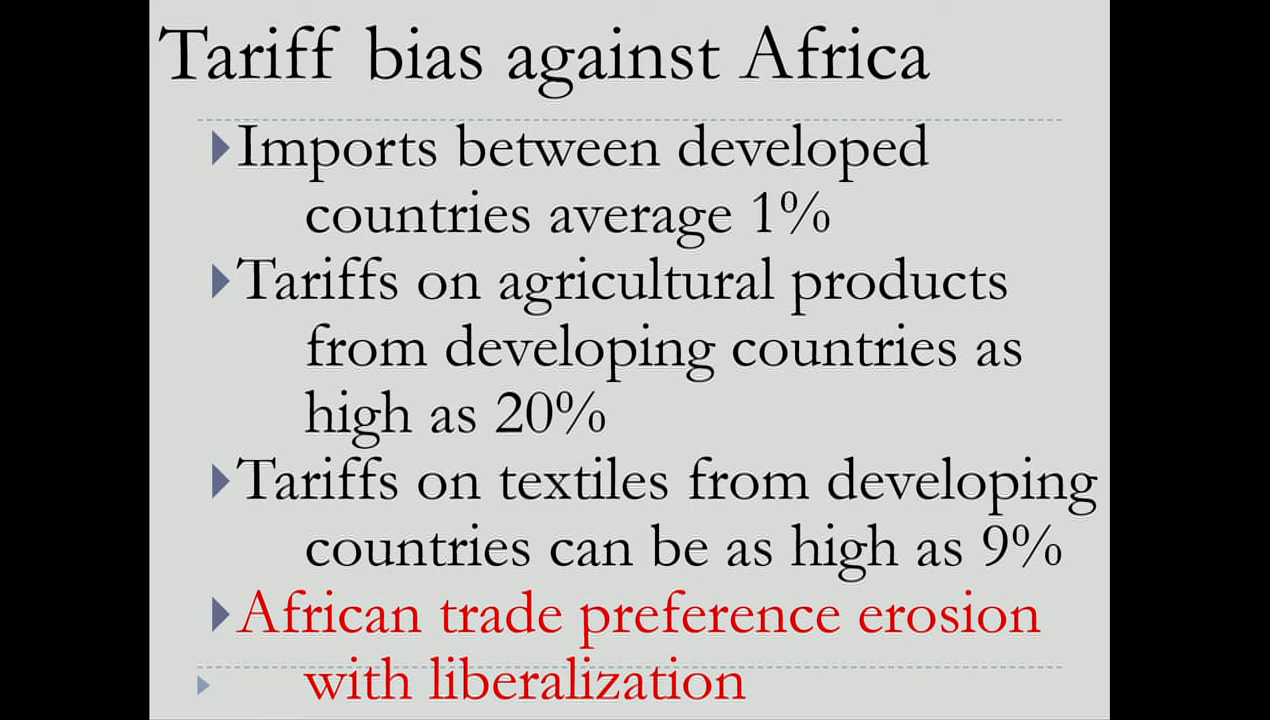 Tariff bias against Africa
Imports between developed
countries average 1%
Tariffs on agricultural products
from developing countries as
high as 20%
Tariffs on textiles from developing
countries can be as high as 9%
African trade preference erosion
with liberalization